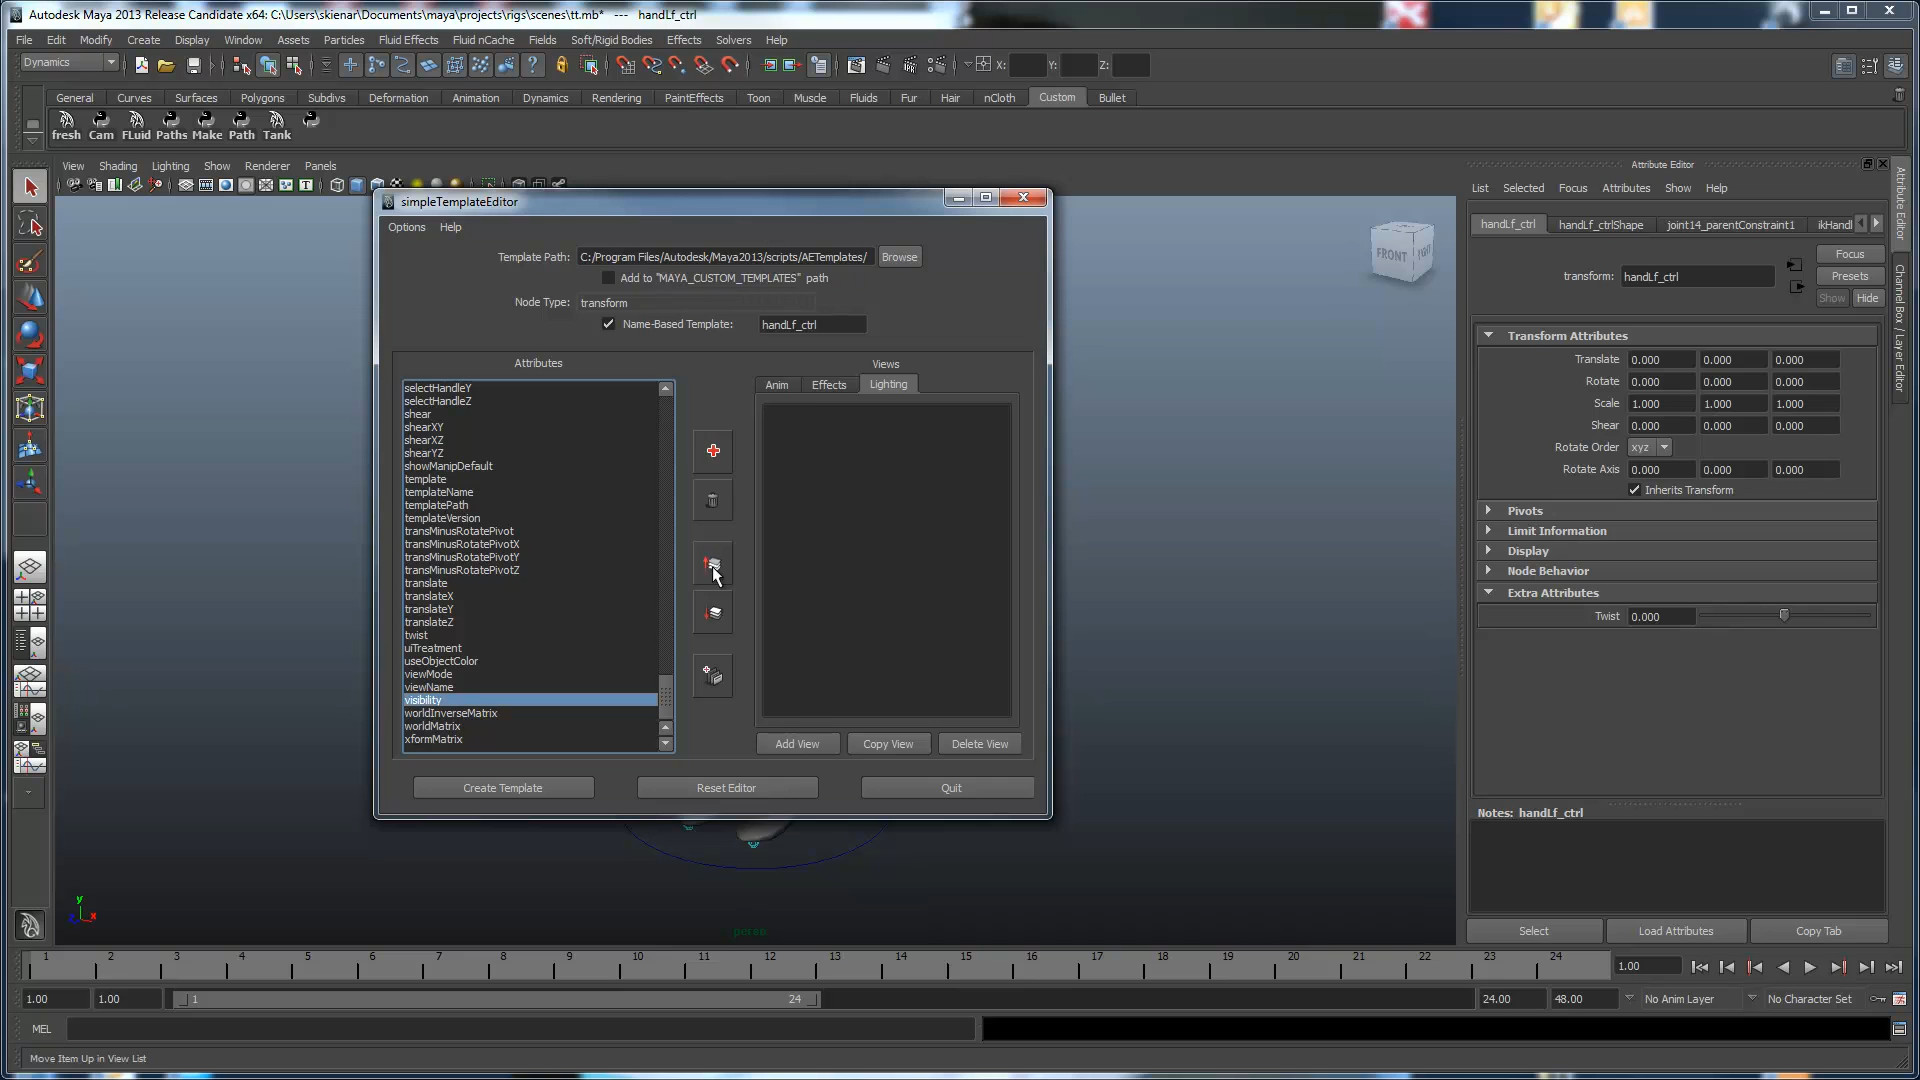 Autodesk Maya 2013 Release Candidate x64: C:\Users\skienar\Documents\maya\projects\rigs\scenes\tt.mb* --- handLf_ctrl
File Edit Modify Create Display Window Assets Particles Fluid Effects Fluid nCache Fields Soft/Rigid Bodies Effects Solvers Help
Dynamics X: Y: Z:
General Curves Surfaces Polygons Subdivs Deformation Animation Dynamics Rendering PaintEffects Toon Muscle Fluids Fur Hair nCloth Custom Bullet
fresh Cam FLuid Paths Make Path Tank
View Shading Lighting Show Renderer Panels
simpleTemplateEditor
Options Help
Template Path: C:/Program Files/Autodesk/Maya2013/scripts/AETemplates/ Browse
Add to "MAYA_CUSTOM_TEMPLATES" path
Node Type: transform
Name-Based Template: handLf_ctrl
Attributes
selectHandleY
selectHandleZ
shear
shearXY
shearXZ
shearYZ
showManipDefault
template
templateName
templatePath
templateVersion
transMinusRotatePivot
transMinusRotatePivotX
transMinusRotatePivotY
transMinusRotatePivotZ
translate
translateX
translateY
translateZ
twist
uiTreatment
useObjectColor
viewMode
viewName
visibility
worldInverseMatrix
worldMatrix
xformMatrix
Views
Anim Effects Lighting
Add View Copy View Delete View
Create Template Reset Editor Quit
FRONT
y
x
persp
Attribute Editor
List Selected Focus Attributes Show Help
handLf_ctrl handLf_ctrlShape joint14_parentConstraint1 ikHandl
Focus
transform: handLf_ctrl Presets
Show Hide
Transform Attributes
Translate 0.000 0.000 0.000
Rotate 0.000 0.000 0.000
Scale 1.000 1.000 1.000
Shear 0.000 0.000 0.000
Rotate Order xyz
Rotate Axis 0.000 0.000 0.000
Inherits Transform
Pivots
Limit Information
Display
Node Behavior
Extra Attributes
Twist 0.000
Notes: handLf_ctrl
Select Load Attributes Copy Tab
Attribute Editor
Channel Box / Layer Editor
1 2 3 4 5 6 7 8 9 10 11 12 13 14 15 16 17 18 19 20 21 22 23 24 1.00
1.00 1.00 1 24 24.00 48.00 No Anim Layer No Character Set
MEL
Move Item Up in View List